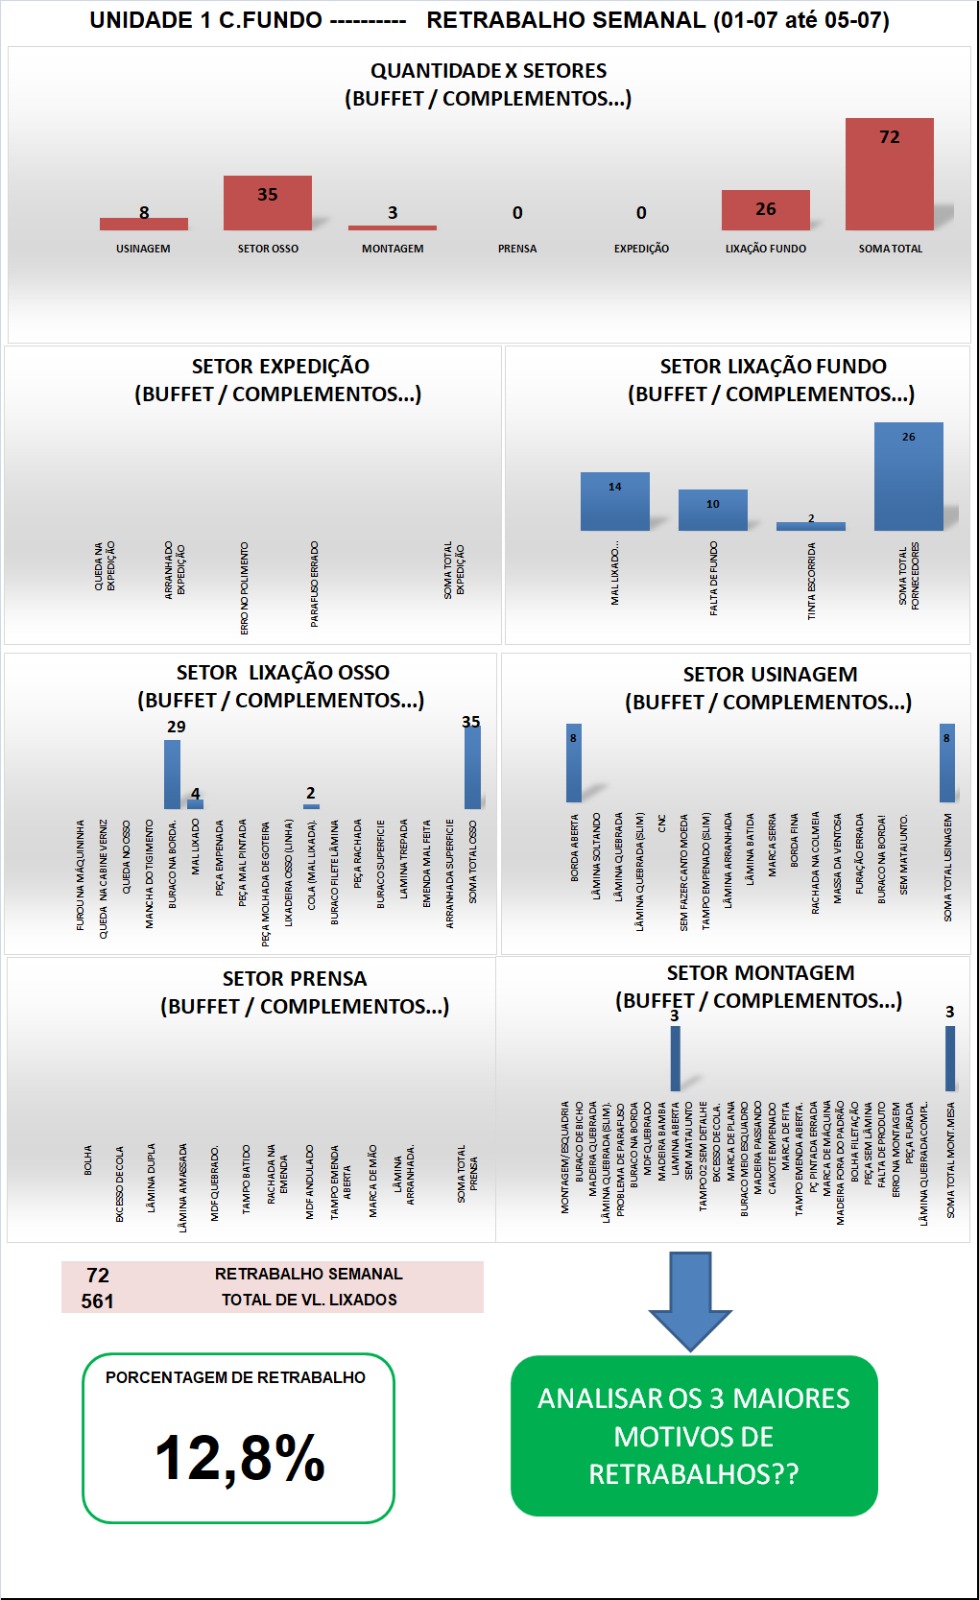 UNIDADE 1 C.FUNDO ---------- RETRABALHO SEMANAL (01-07 até 05-07)
QUANTIDADE X SETORES
(BUFFET / COMPLEMENTOS...)
8
35
3
0
0
26
72
USINAGEM
SETOR OSSO
MONTAGEM
PRENSA
EXPEDIÇÃO
LIXAÇÃO FUNDO
SOMA TOTAL
SETOR EXPEDIÇÃO
(BUFFET / COMPLEMENTOS...)
QUEDA NA
EXPEDIÇÃO
ARRANHADO
EXPEDIÇÃO
ERRO NO POLIMENTO
PARAFUSO ERRADO
SOMA TOTAL
EXPEDIÇÃO
SETOR LIXAÇÃO FUNDO
(BUFFET / COMPLEMENTOS...)
14
10
2
26
MAL LIXADO...
FALTA DE FUNDO
TINTA ESCORRIDA
SOMA TOTAL
FORNECEDORES
SETOR LIXAÇÃO OSSO
(BUFFET / COMPLEMENTOS...)
29
4
2
35
FUROU NA MÁQUININHA
QUEDA NA CABINE VERNIZ
QUEDA NO OSSO
MANCHA DO TIGIMENTO
BURACO NA BORDA.
MAL LIXADO
PEÇA EMPENADA
PEÇA MAL PINTADA
PEÇA MOLHADA DE GOTEIRA
LIXADEIRA OSSO (LINHA)
COLA (MAL LIXADA).
BURACO FILETE LÂMINA
PEÇA RACHADA
BURACO SUPERFICIE
LAMINA TREPADA
EMENDA MAL FEITA
ARRANHADA SUPERFICIE
SOMA TOTAL OSSO
SETOR USINAGEM
(BUFFET / COMPLEMENTOS...)
8
8
BORDA ABERTA
LÂMINA SOLTANDO
LÂMINA QUEBRADA
LÂMINA QUEBRADA (SLIM)
CNC
SEM FAZER CANTO MOEDA
TAMPO EMPENADO (SLIM)
LÂMINA ARRANHADA
LÂMINA BATIDA
MARCA SERRA
BORDA FINA
RACHADA NA COLMEIA
MASSA DA VENTOSA
FURAÇÃO ERRADA
BURACO NA BORDA!
SEM MATAJUNTO.
SOMA TOTAL USINAGEM
SETOR PRENSA
(BUFFET / COMPLEMENTOS...)
BOLHA
EXCESSO DE COLA
LÂMINA DUPLA
LÂMINA AMASSADA
MDF QUEBRADO.
TAMPO BATIDO
RACHADA NA
EMENDA
MDF ANDULADO
TAMPO EMENDA
ABERTA
MARCA DE MÃO
LÂMINA
ARRANHADA.
SOMA TOTAL
PRENSA
SETOR MONTAGEM
(BUFFET / COMPLEMENTOS...)
3
3
MONTAGEM/ ESQUADRIA
BURACO DE BICHO
MADEIRA QUEBRADA
LÂMINA QUEBRADA (SLIM).
PROBLEMA DE PARAFUSO
BURACO NA BORDA
MDF QUEBRADO
MADEIRA BAMBA
LAMINA ABERTA
SEM MATAJUNTO
TAMPO 02 SEM DETALHE
EXCESSO DE COLA.
MARCA DE PLANA
BURACO MEIO ESQUADRO
MADEIRA PASSANDO
CAIXOTE EMPENADO
MARCA DE FITA
TAMPO EMENDA ABERTA.
PÇ PINTADA ERRADA
MARCA DE MÁQUINA
MADEIRA FORA DO PADRÃO
BOLHA FILETAÇÃO
PEÇA SEM LÂMINA
FALTA DE PRODUTO
ERRO NA MONTAGEM
PEÇA FURADA
LÂMINA QUEBRADA COMPL.
SOMA TOTAL MONT. MESA
72 RETRABALHO SEMANAL
561 TOTAL DE VL. LIXADOS
PORCENTAGEM DE RETRABALHO
12,8%
ANALISAR OS 3 MAIORES
MOTIVOS DE
RETRABALHOS??